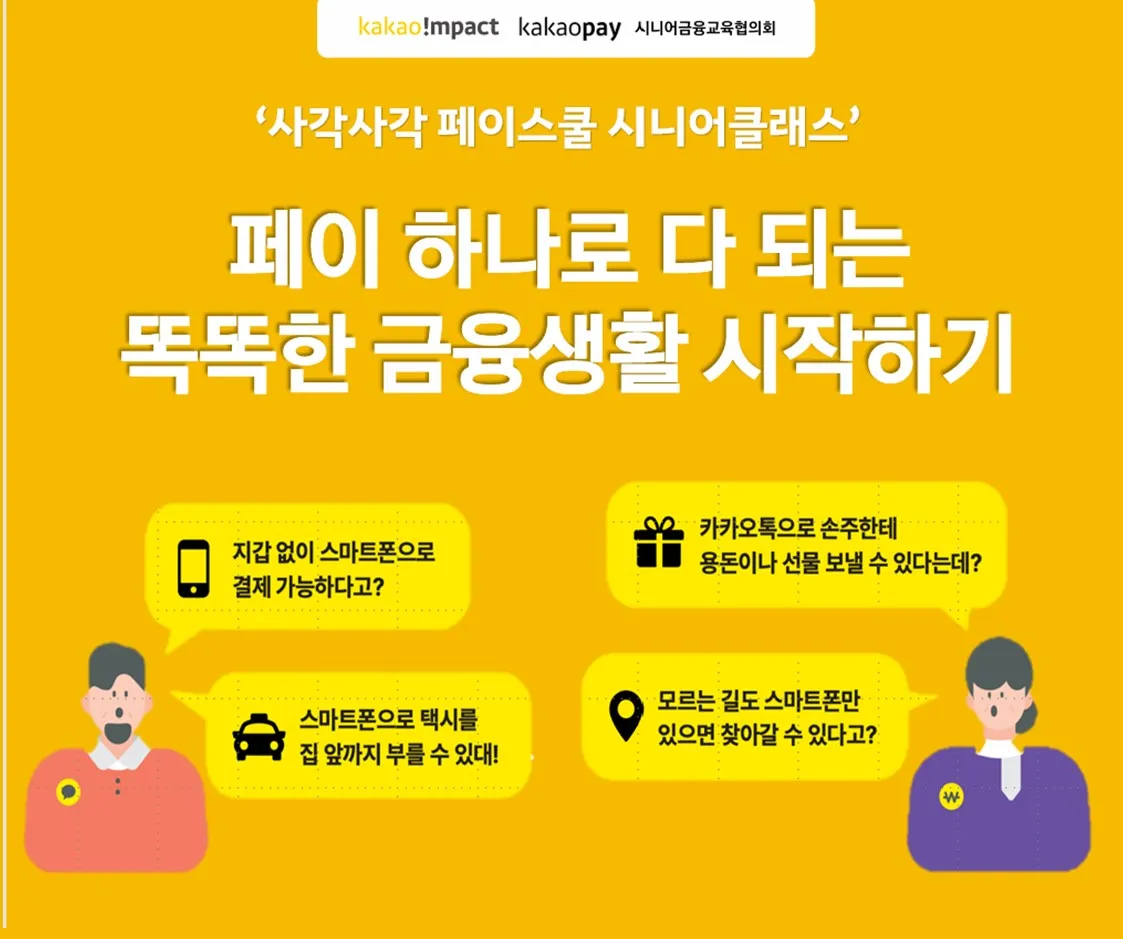 kakao!mpact kakaopay 시니어금융교육협의회
‘사각사각 페이스쿨 시니어클래스’
페이 하나로 다 되는
똑똑한 금융생활 시작하기
지갑 없이 스마트폰으로
결제 가능하다고?
카카오톡으로 손주한테
용돈이나 선물 보낼 수 있다는데?
스마트폰으로 택시를
집 앞까지 부를 수 있대!
모르는 길도 스마트폰만
있으면 찾아갈 수 있다고?
₩